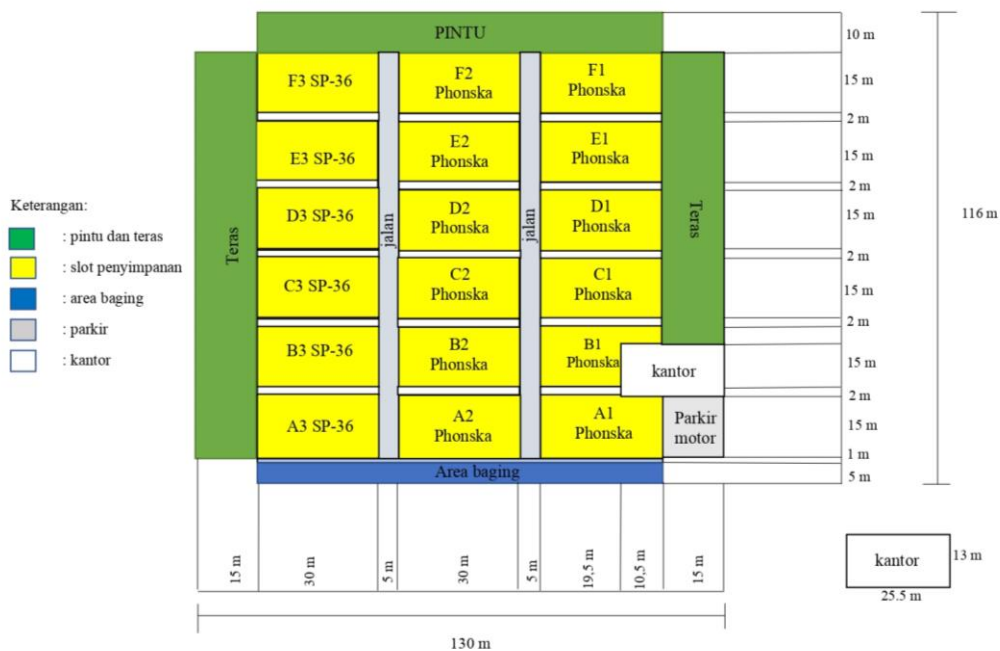 PINTU
10 m
F3 SP-36
F2
Phonska
F1
Phonska
15 m
2 m
E3 SP-36
E2
Phonska
E1
Phonska
15 m
2 m
Keterangan:
: pintu dan teras
: slot penyimpanan
: area baging
: parkir
: kantor
Teras
D3 SP-36
jalan
D2
Phonska
jalan
D1
Phonska
Teras
15 m
116 m
2 m
C3 SP-36
C2
Phonska
C1
Phonska
15 m
2 m
B3 SP-36
B2
Phonska
B1
Phonska
kantor
15 m
2 m
A3 SP-36
A2
Phonska
A1
Phonska
Parkir
motor
15 m
1 m
Area baging
5 m
15 m
30 m
5 m
30 m
5 m
19,5 m
10,5 m
15 m
130 m
kantor
13 m
25.5 m